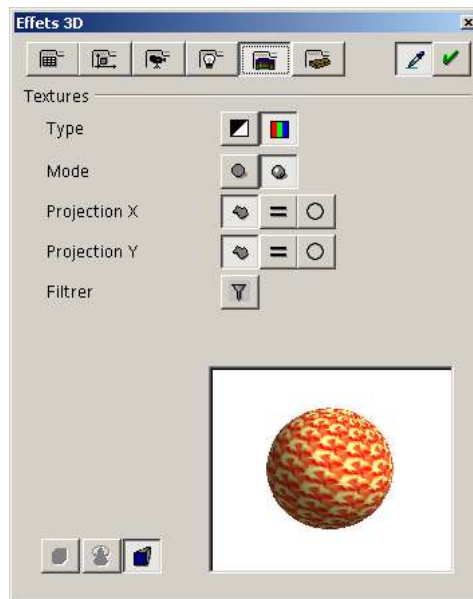 Effets 3D
Textures
Type
Mode
Projection X
Projection Y
Filtrer